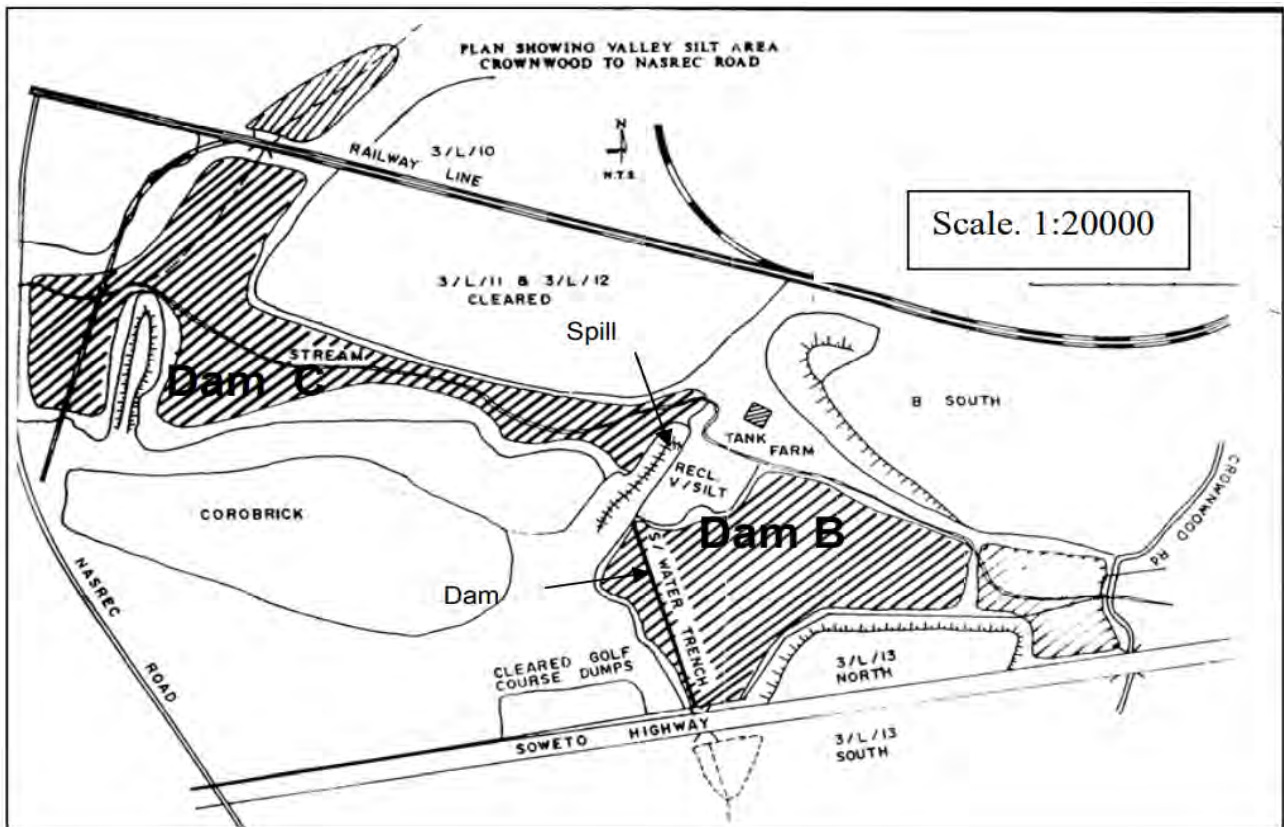 PLAN SHOWING VALLEY SILT AREA
CROWNWOOD TO NASREC ROAD
N
N.T.S.
RAILWAY 3/L/10
LINE
Scale. 1:20000
3/L/11 & 3/L/12
CLEARED
Spill
STREAM
Dam C
B SOUTH
TANK
FARM
RECL.
V/SILT
CROWNWOOD Rd
COROBRICK
Dam B
S/WATER TRENCH
Dam
NASREC ROAD
CLEARED GOLF
COURSE DUMPS
3/L/13
NORTH
SOWETO HIGHWAY
3/L/13
SOUTH